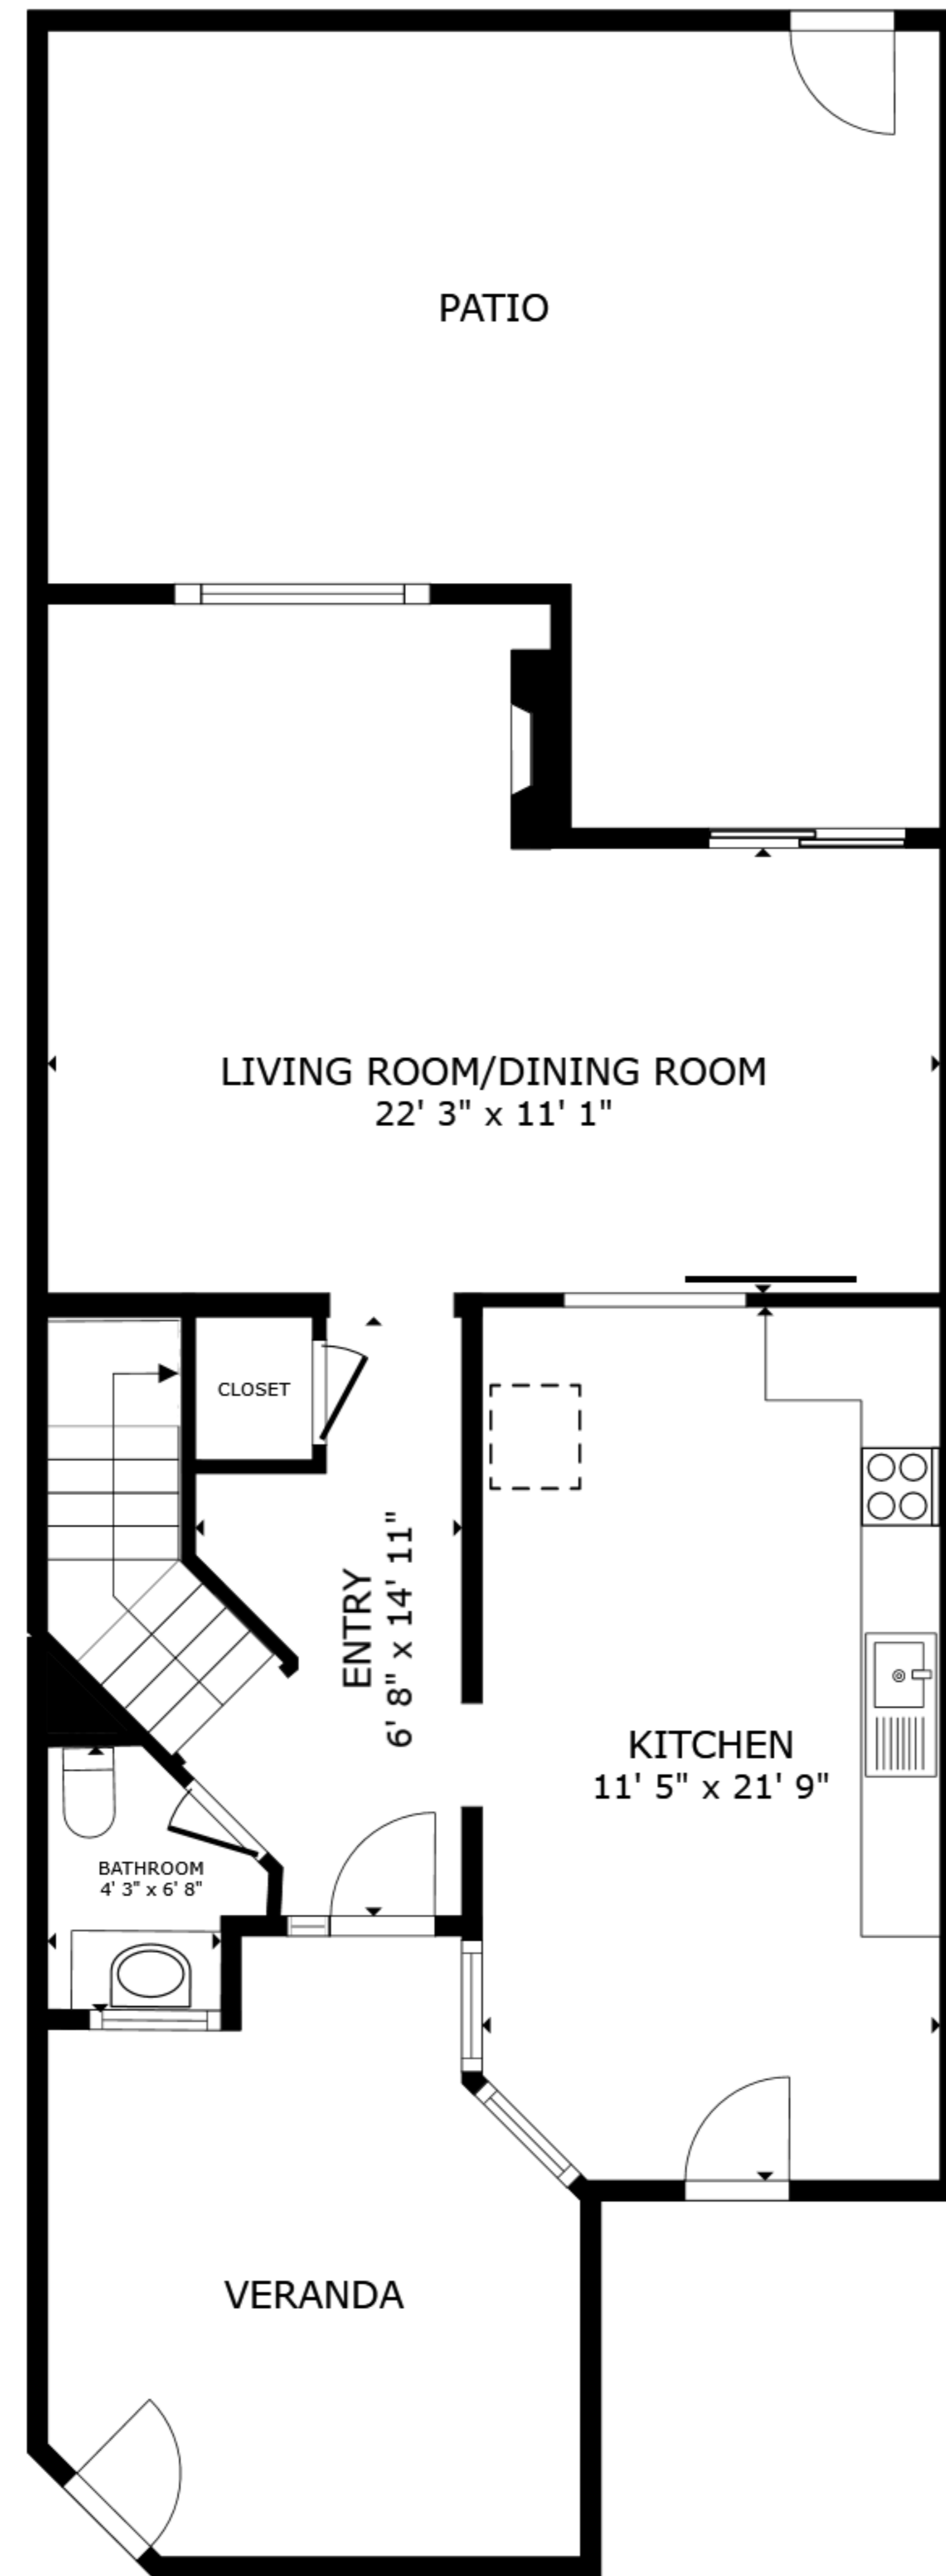 PATIO
LIVING ROOM/DINING ROOM
22' 3" x 11' 1"
CLOSET
ENTRY
6' 8" x 14' 11"
KITCHEN
11' 5" x 21' 9"
BATHROOM
4' 3" x 6' 8"
VERANDA